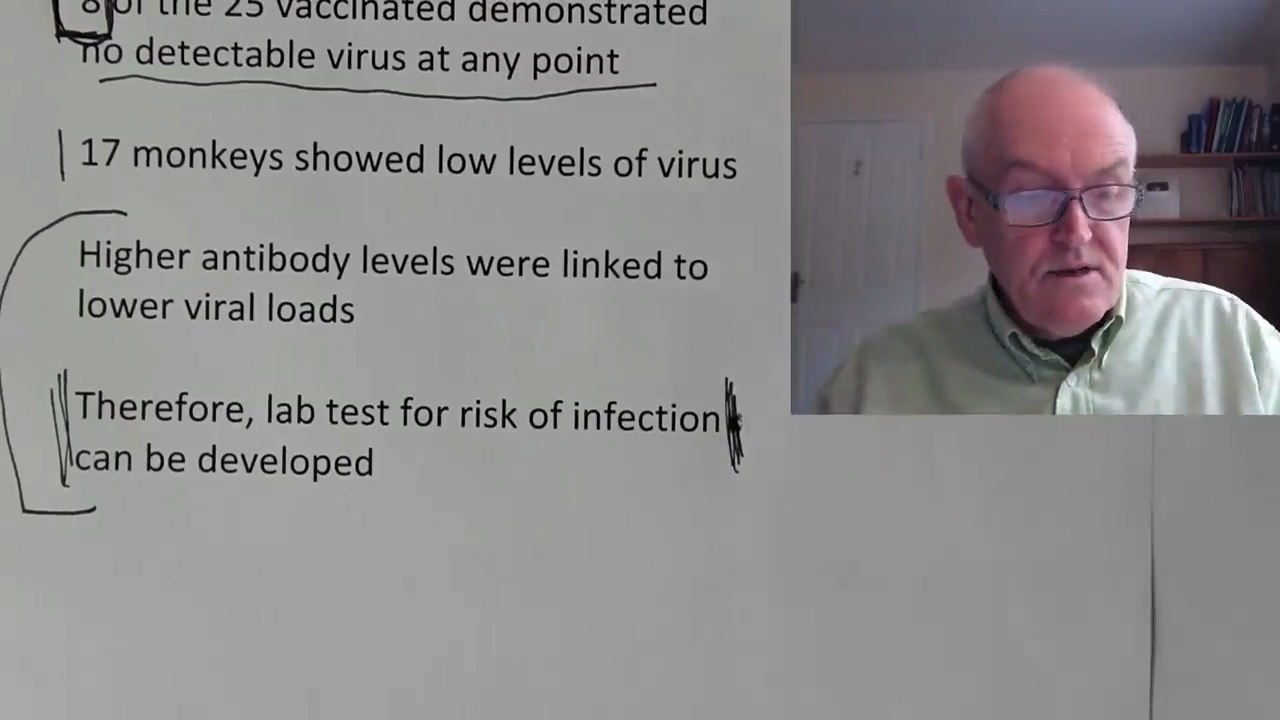 8 of the 25 vaccinated demonstrated
no detectable virus at any point
17 monkeys showed low levels of virus
Higher antibody levels were linked to
lower viral loads
Therefore, lab test for risk of infection
can be developed